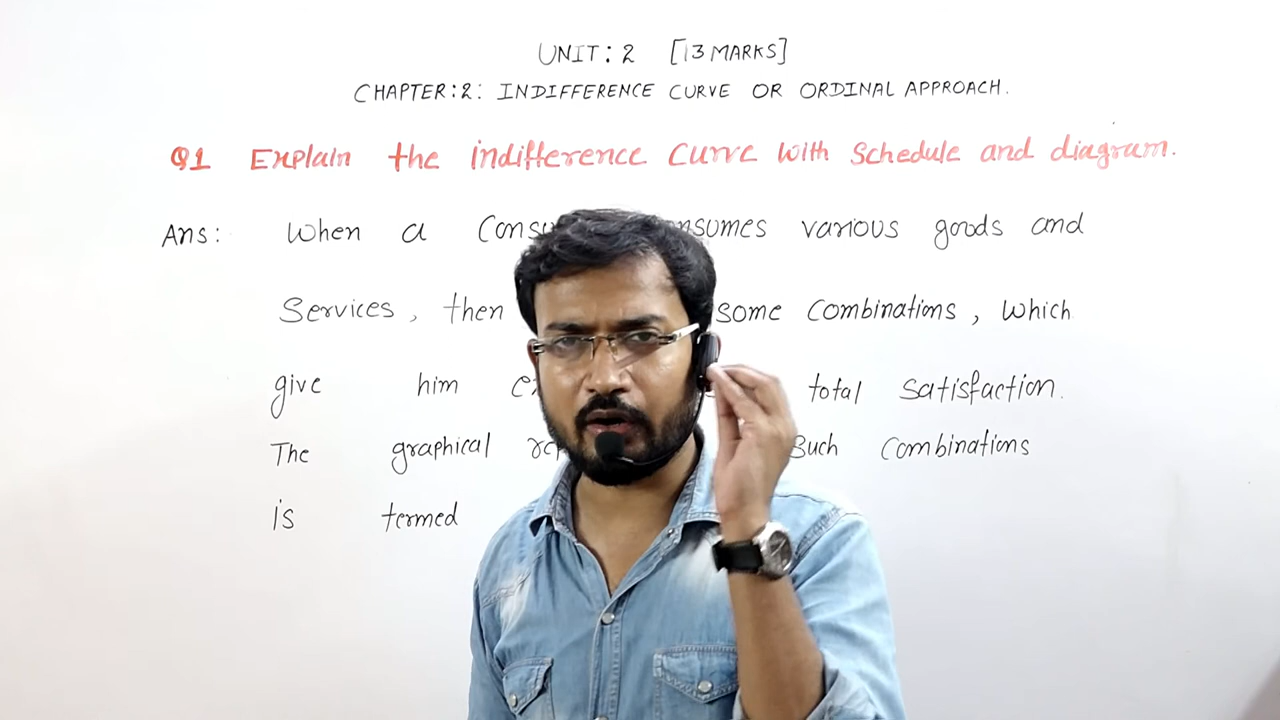 UNIT: 2 [13 MARKS]
CHAPTER:2: INDIFFERENCE CURVE OR ORDINAL APPROACH.
Q1 Explain the indifference curve with schedule and diagram.
Ans: When a various goods and
Services, then some combinations, which
give him total satisfaction.
The graphical such combinations
is termed